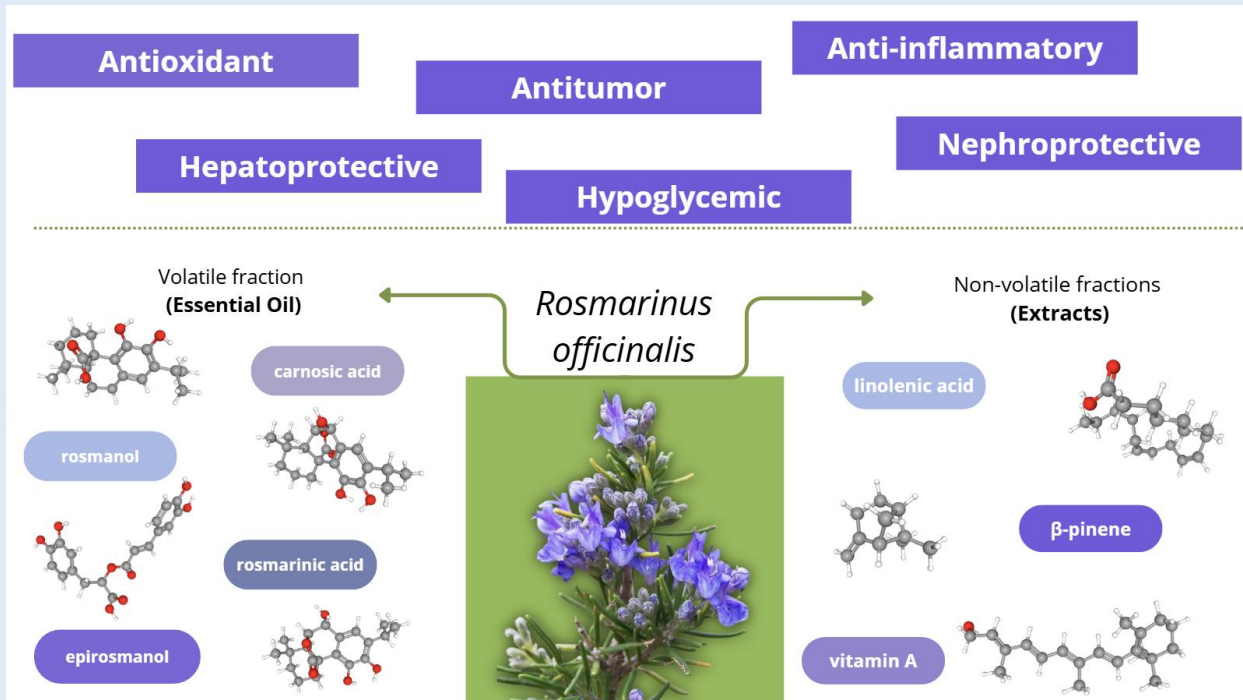 Antioxidant
Antitumor
Anti-inflammatory
Hepatoprotective
Hypoglycemic
Nephroprotective
Volatile fraction
(Essential Oil)
Rosmarinus
officinalis
Non-volatile fractions
(Extracts)
carnosic acid
rosmanol
rosmarinic acid
epirosmanol
linolenic acid
β-pinene
vitamin A